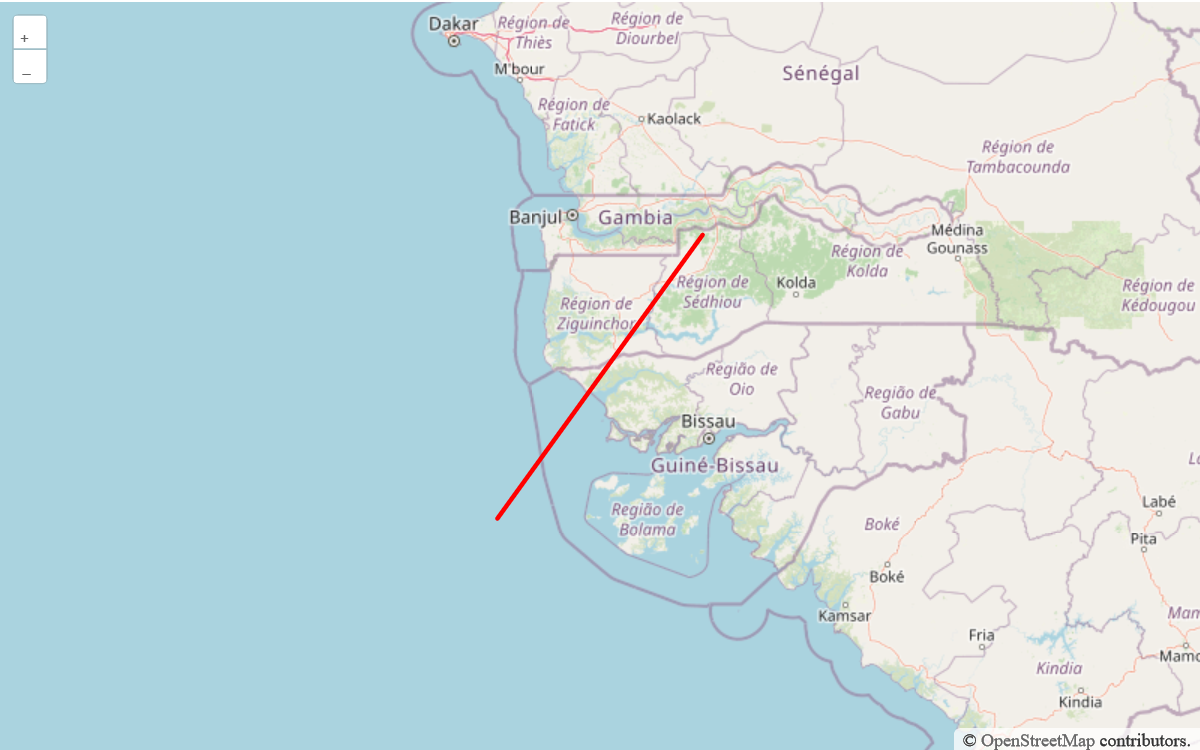 +
–
Dakar
Région de
Thiès
Région de
Diourbel
M'bour
Sénégal
Région de
Fatick
Kaolack
Région de
Tambacounda
Banjul
Gambia
Médina
Gounass
Région de
Kolda
Région de
Sédhiou
Kolda
Région de
Kédougou
Région de
Ziguinchor
Região de
Oio
Região de
Gabu
Bissau
Guiné-Bissau
Região de
Bolama
Boké
Labé
Pita
Boké
Kamsar
Fria
Kindia
Kindia
© OpenStreetMap contributors.